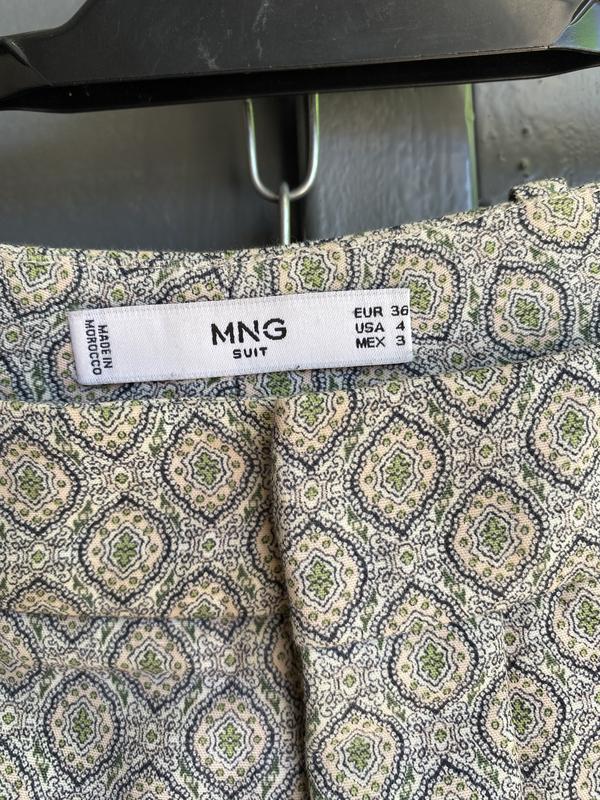 MADE IN
MOROCCO
MNG
SUIT
EUR 36
USA 4
MEX 3